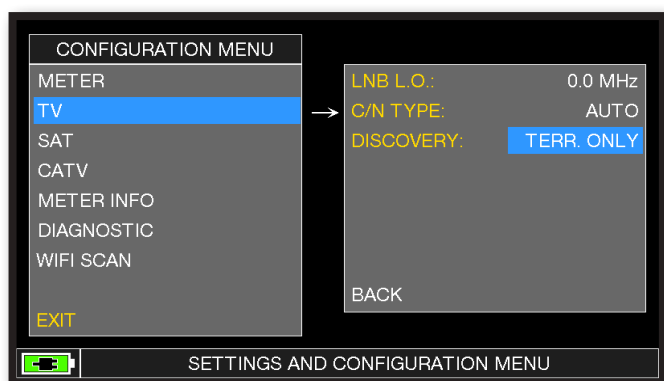 CONFIGURATION MENU
METER
TV
SAT
CATV
METER INFO
DIAGNOSTIC
WIFI SCAN
EXIT
→
LNB L.O.: 0.0 MHz
C/N TYPE: AUTO
DISCOVERY: TERR. ONLY
BACK
SETTINGS AND CONFIGURATION MENU